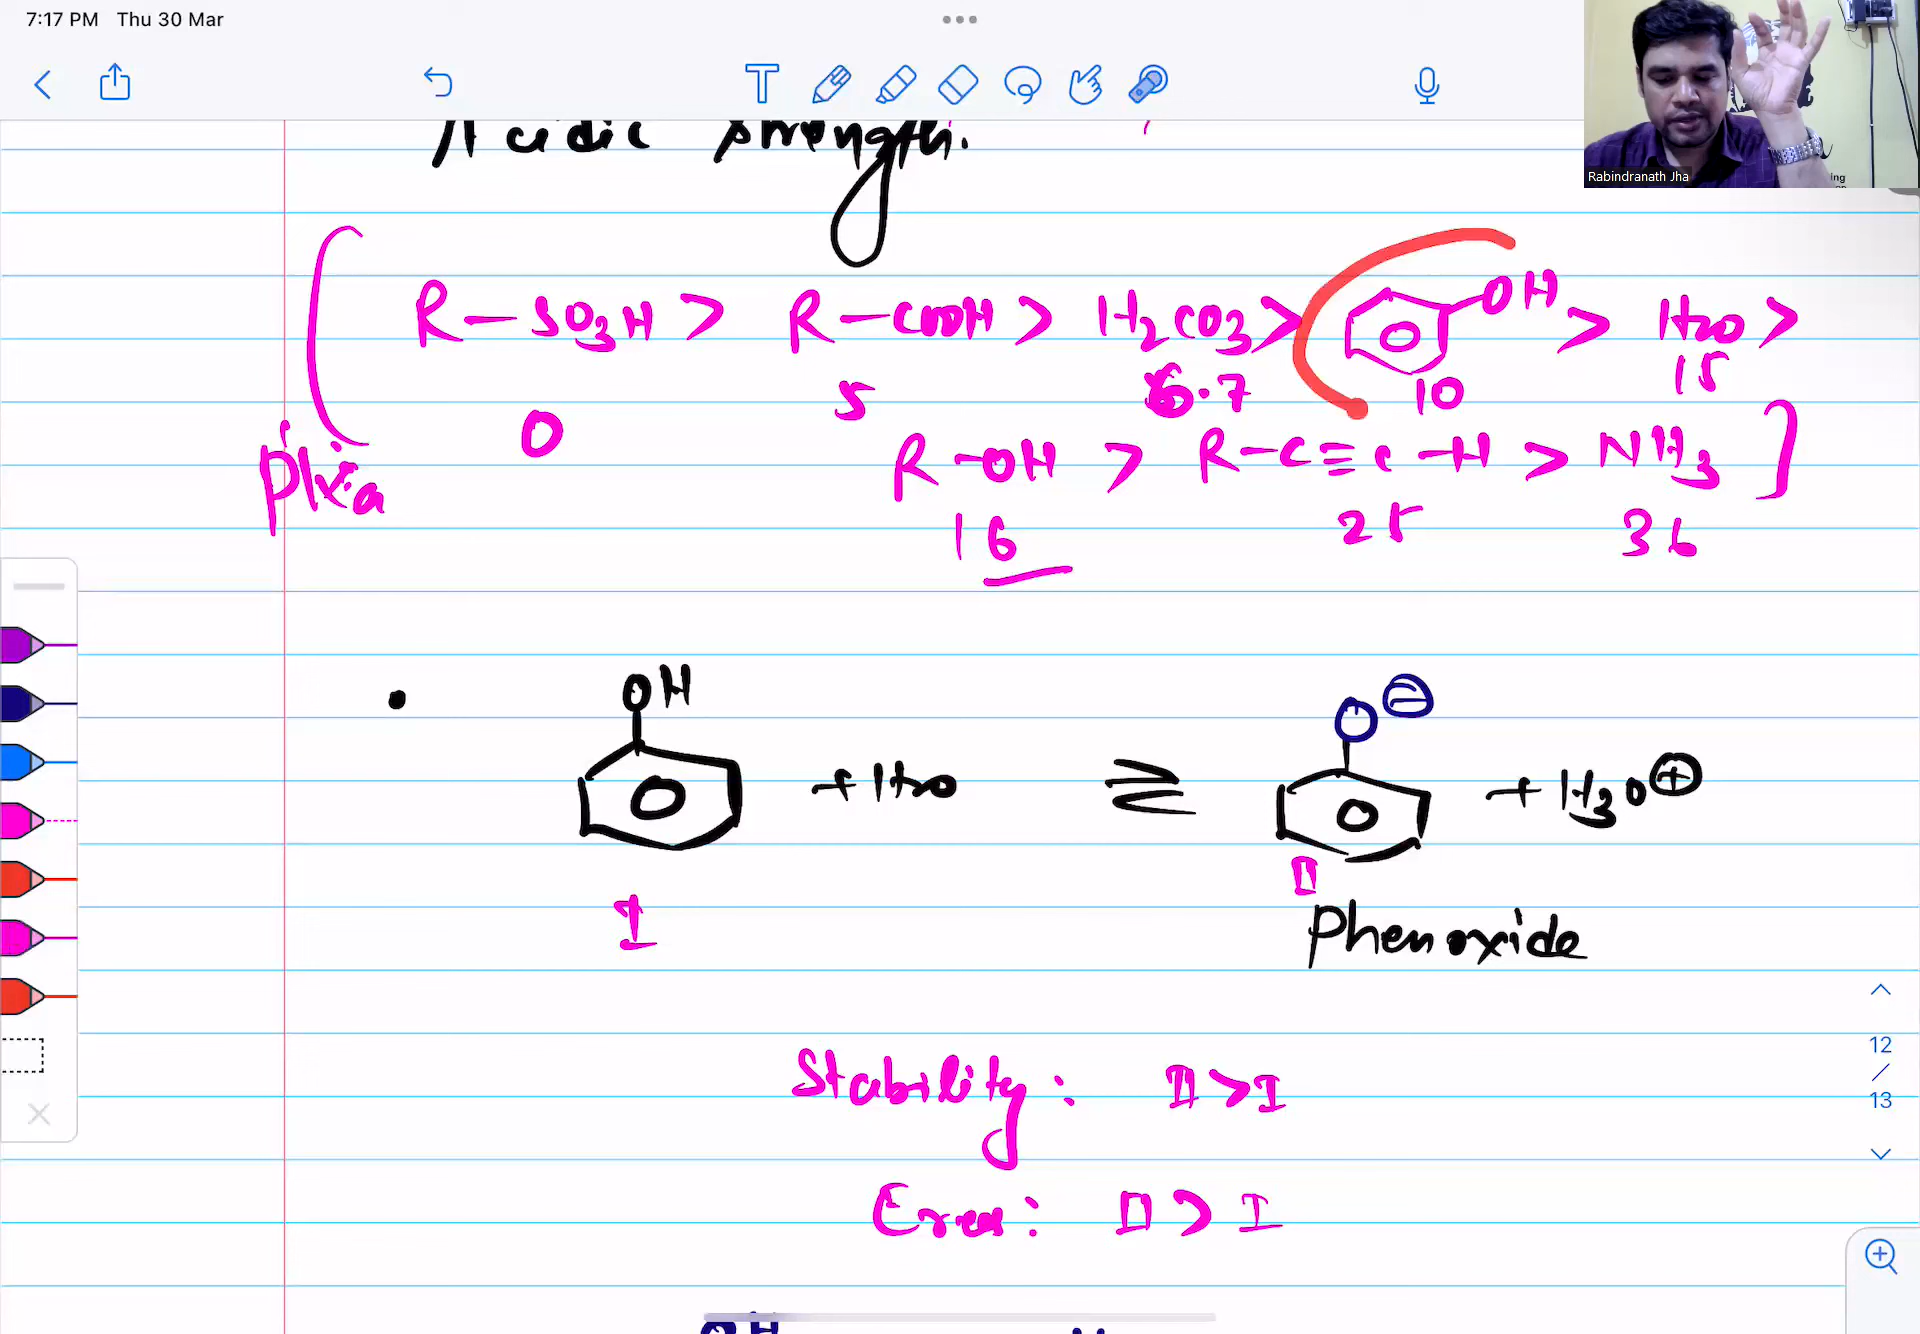 7:17 PM Thu 30 Mar
Rabindranath Jha
Acidic strength.
R-SO3H > R-COOH > H2CO3 > OH > H2O >
0 5 6.7 10 15
R-OH > R-C≡C-H > NH3
pka
16 25 36
OH O⊖
+ H2O ⇌ + H3O⊕
I II
Phenoxide
Stability: II > I
Eres: II > I
12
/
13
OH